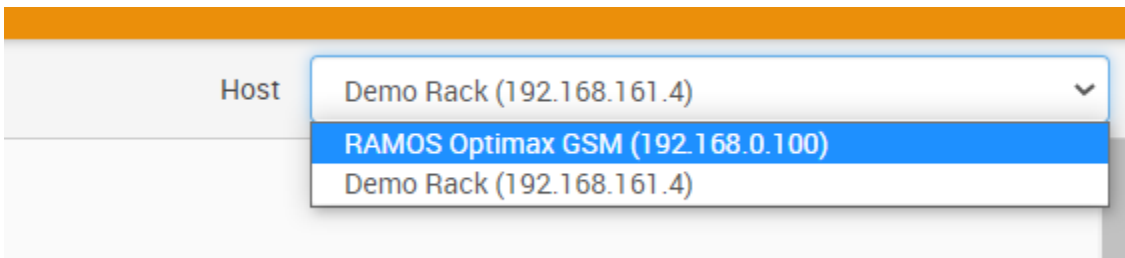 Host
Demo Rack (192.168.161.4)
RAMOS Optimax GSM (192.168.0.100)
Demo Rack (192.168.161.4)